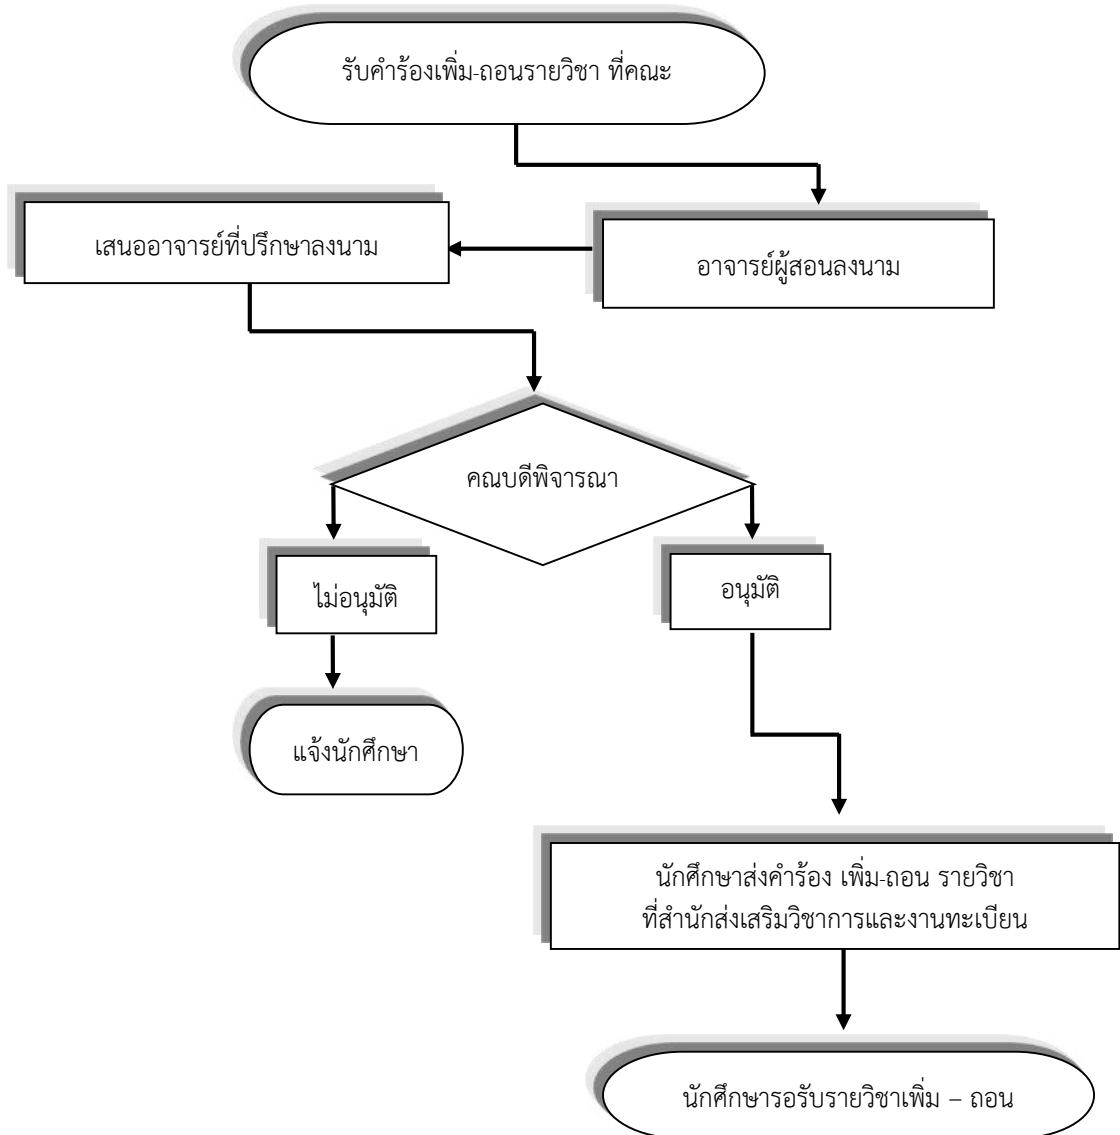 รับคำร้องเพิ่ม-ถอนรายวิชา ที่คณะ
เสนออาจารย์ที่ปรึกษาลงนาม
อาจารย์ผู้สอนลงนาม
คณบดีพิจารณา
ไม่อนุมัติ
อนุมัติ
แจ้งนักศึกษา
นักศึกษาส่งคำร้อง เพิ่ม-ถอน รายวิชา
ที่สำนักส่งเสริมวิชาการและงานทะเบียน
นักศึกษารอรับรายวิชาเพิ่ม – ถอน